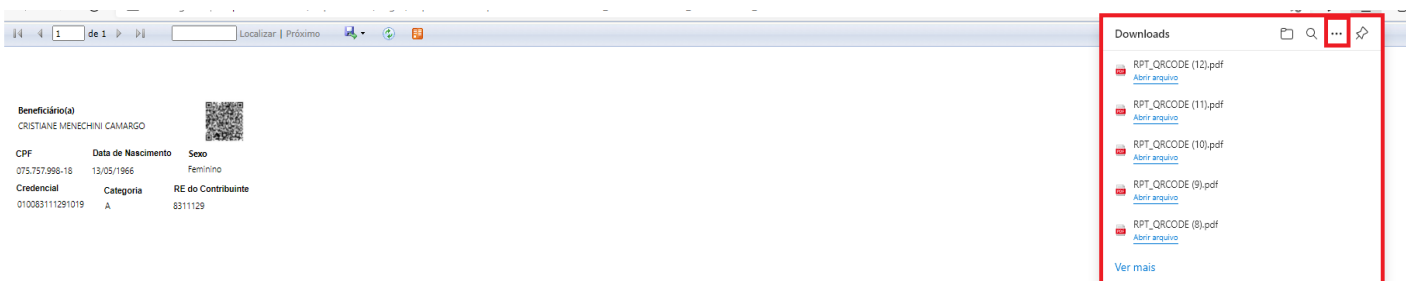 1 de 1 Localizar | Próximo
Beneficiário(a)
CRISTIANE MENECHINI CAMARGO
CPF Data de Nascimento Sexo
075.757.998-18 13/05/1966 Feminino
Credencial Categoria RE do Contribuinte
010083111291019 A 8311129
Downloads
RPT_QRCODE (12).pdf
Abrir arquivo
RPT_QRCODE (11).pdf
Abrir arquivo
RPT_QRCODE (10).pdf
Abrir arquivo
RPT_QRCODE (9).pdf
Abrir arquivo
RPT_QRCODE (8).pdf
Abrir arquivo
Ver mais